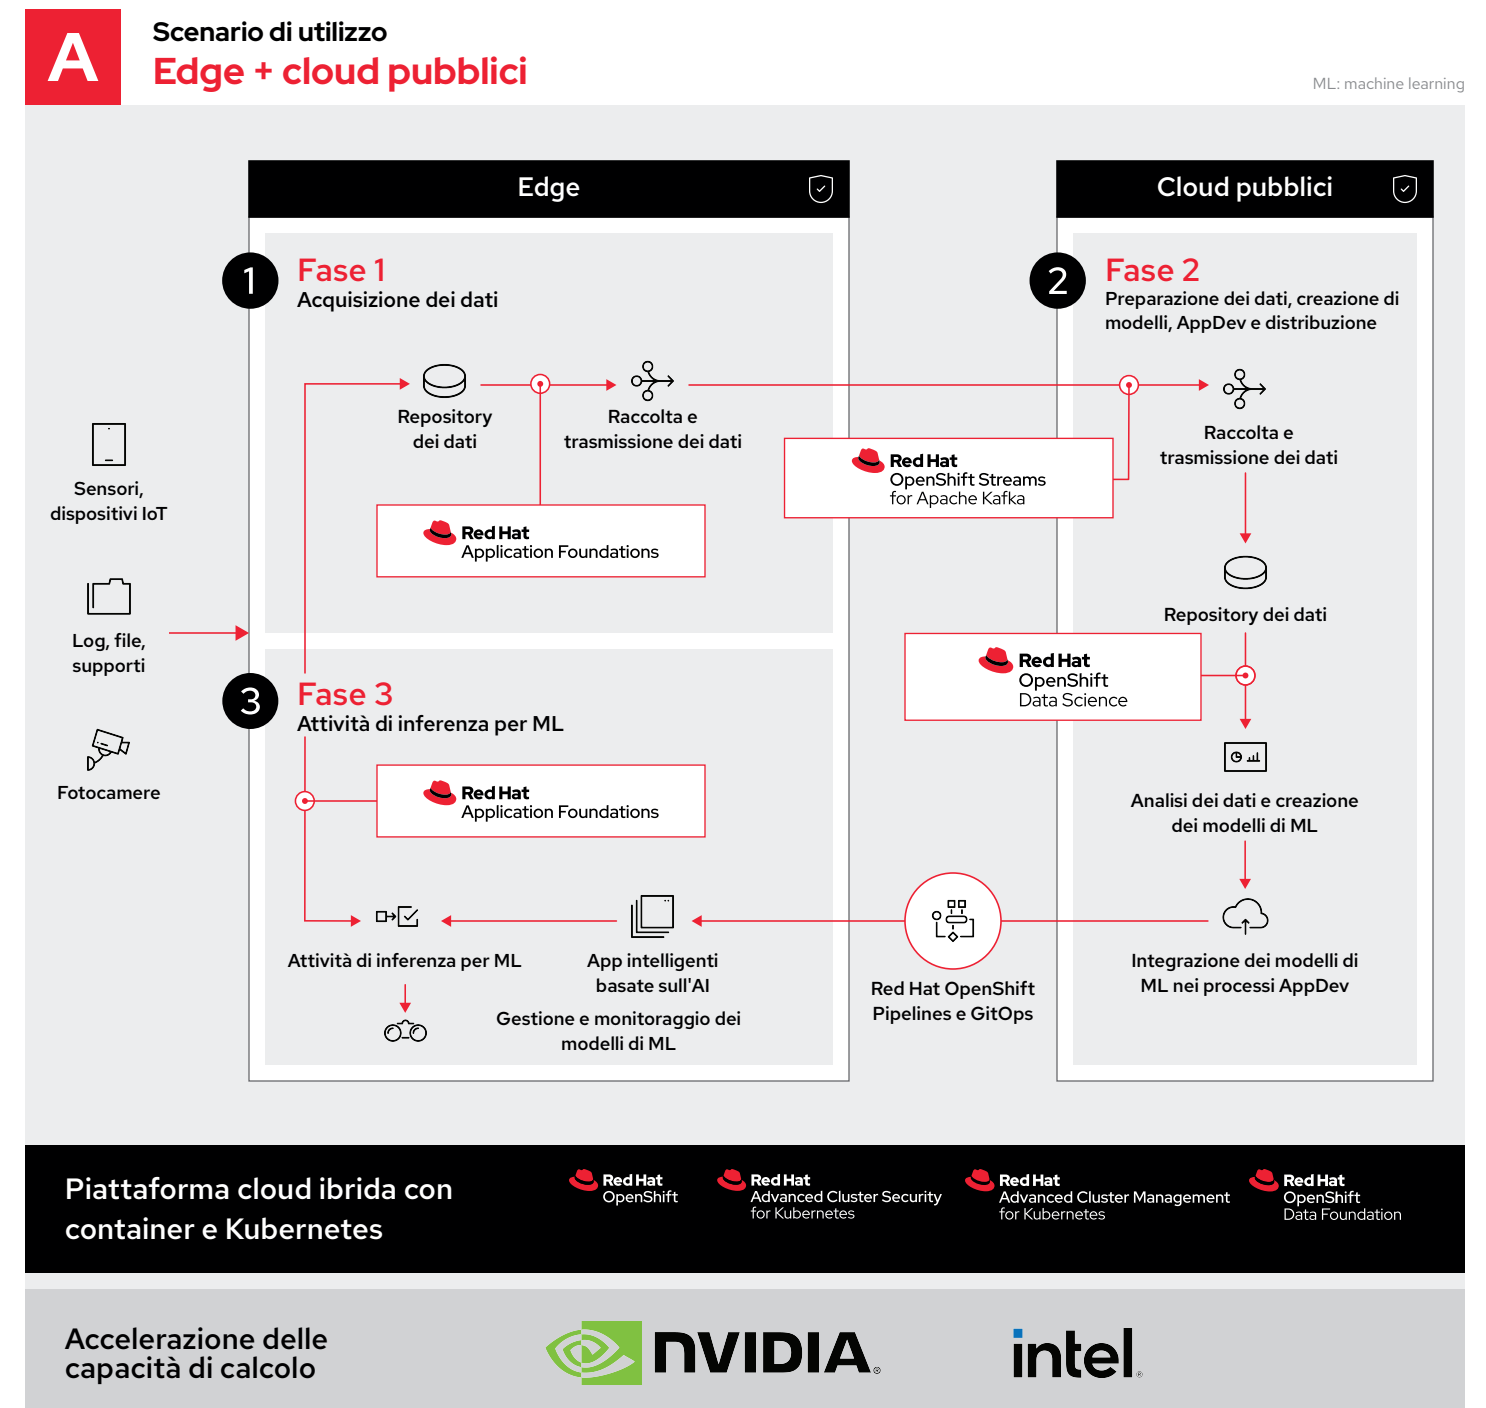 A
Scenario di utilizzo
Edge + cloud pubblici
ML: machine learning
Edge
Cloud pubblici
1
Fase 1
Acquisizione dei dati
2
Fase 2
Preparazione dei dati, creazione di
modelli, AppDev e distribuzione
Repository
dei dati
Raccolta e
trasmissione dei dati
Raccolta e
trasmissione dei dati
Sensori,
dispositivi IoT
Red Hat
OpenShift Streams
for Apache Kafka
Red Hat
Application Foundations
Repository dei dati
Log, file,
supporti
Red Hat
OpenShift
Data Science
3
Fase 3
Attività di inferenza per ML
Fotocamere
Red Hat
Application Foundations
Analisi dei dati e creazione
dei modelli di ML
Attività di inferenza per ML
App intelligenti
basate sull'AI
Gestione e monitoraggio dei
modelli di ML
Red Hat OpenShift
Pipelines e GitOps
Integrazione dei modelli di
ML nei processi AppDev
Piattaforma cloud ibrida con
container e Kubernetes
Red Hat
OpenShift
Red Hat
Advanced Cluster Security
for Kubernetes
Red Hat
Advanced Cluster Management
for Kubernetes
Red Hat
OpenShift
Data Foundation
Accelerazione delle
capacità di calcolo
NVIDIA®
intel®